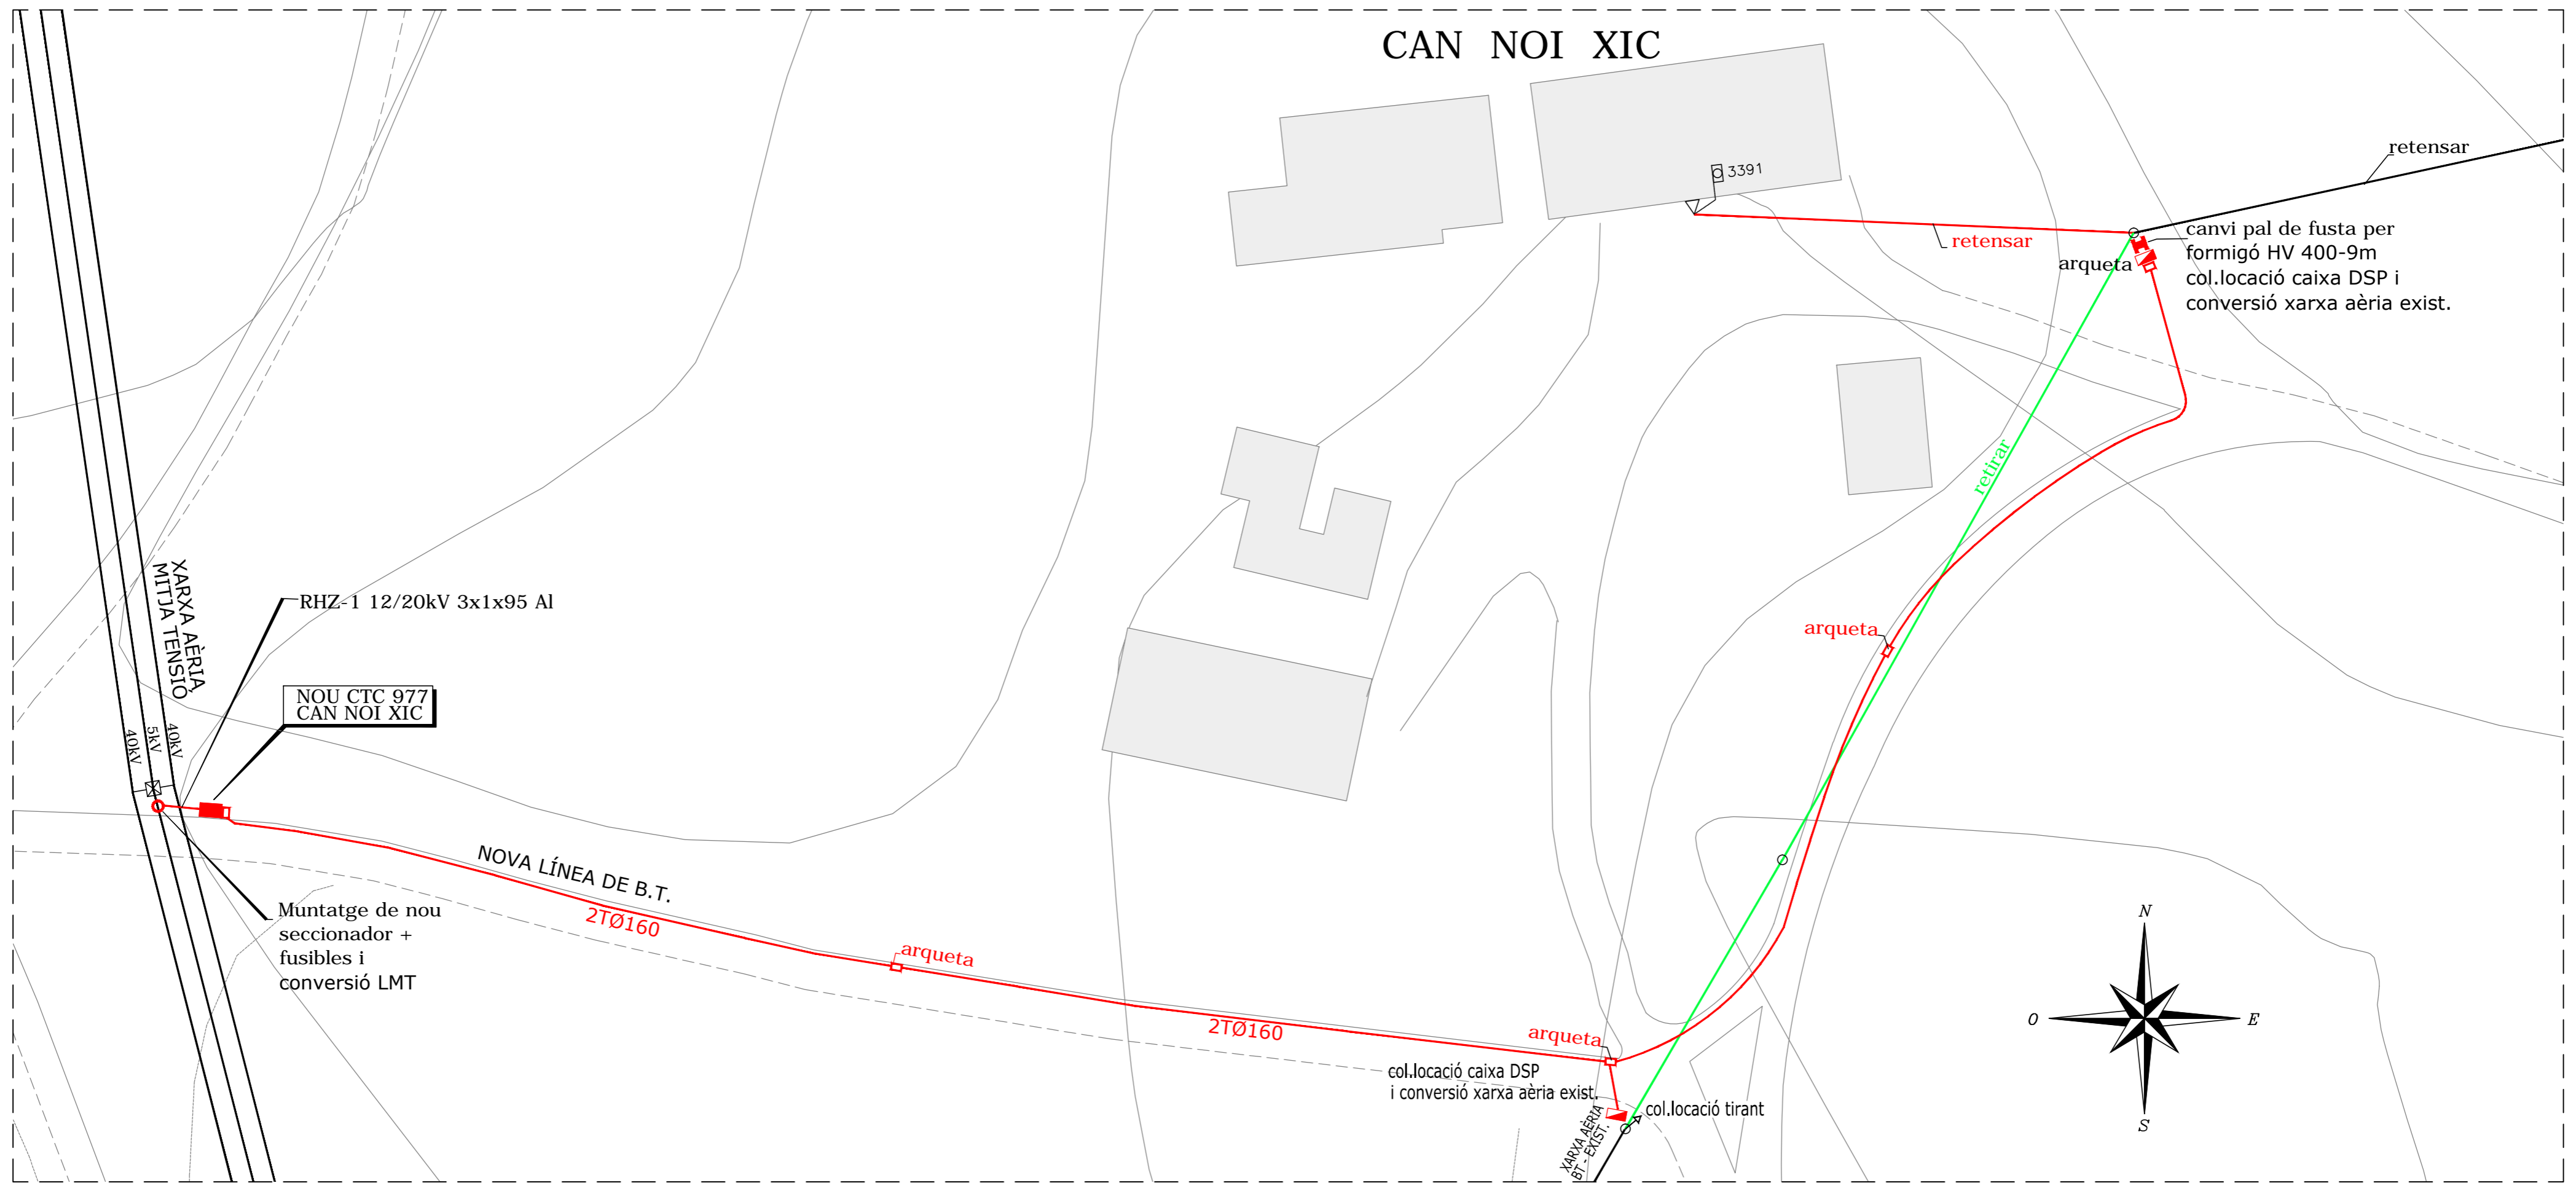 CAN NOI XIC
3391
retensar
retensar
canvi pal de fusta per
formigó HV 400-9m
col.locació caixa DSP i
conversió xarxa aèria exist.
arqueta
retirar
XARXA AÈRIA
MITJA TENSIÓ
RHZ-1 12/20kV 3x1x95 Al
arqueta
NOU CTC 977
CAN NOI XIC
40kV
5kV
40kV
NOVA LÍNEA DE B.T.
2TØ160
Muntatge de nou
seccionador +
fusibles i
conversió LMT
arqueta
2TØ160
arqueta
col.locació caixa DSP
i conversió xarxa aèria exist.
col.locació tirant
XARXA AÈRIA
BT - EXIST.
N
O
E
S